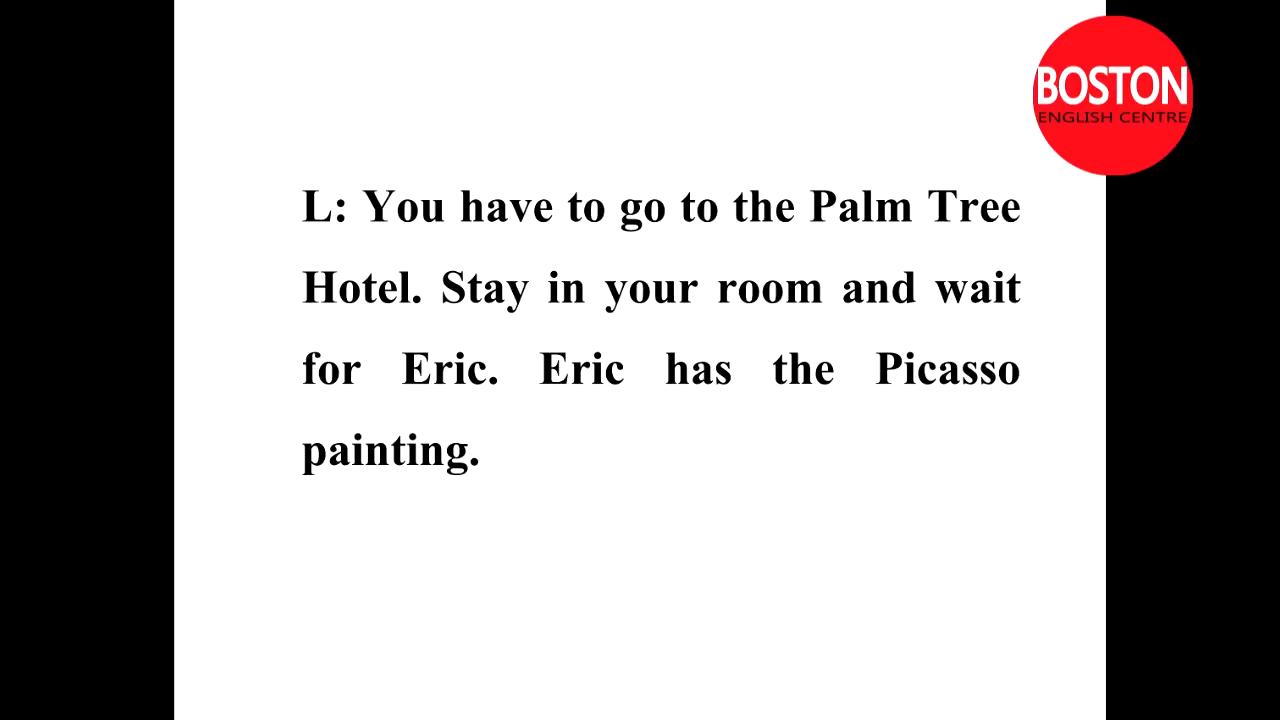 BOSTON
ENGLISH CENTRE
L: You have to go to the Palm Tree
Hotel. Stay in your room and wait
for Eric. Eric has the Picasso
painting.